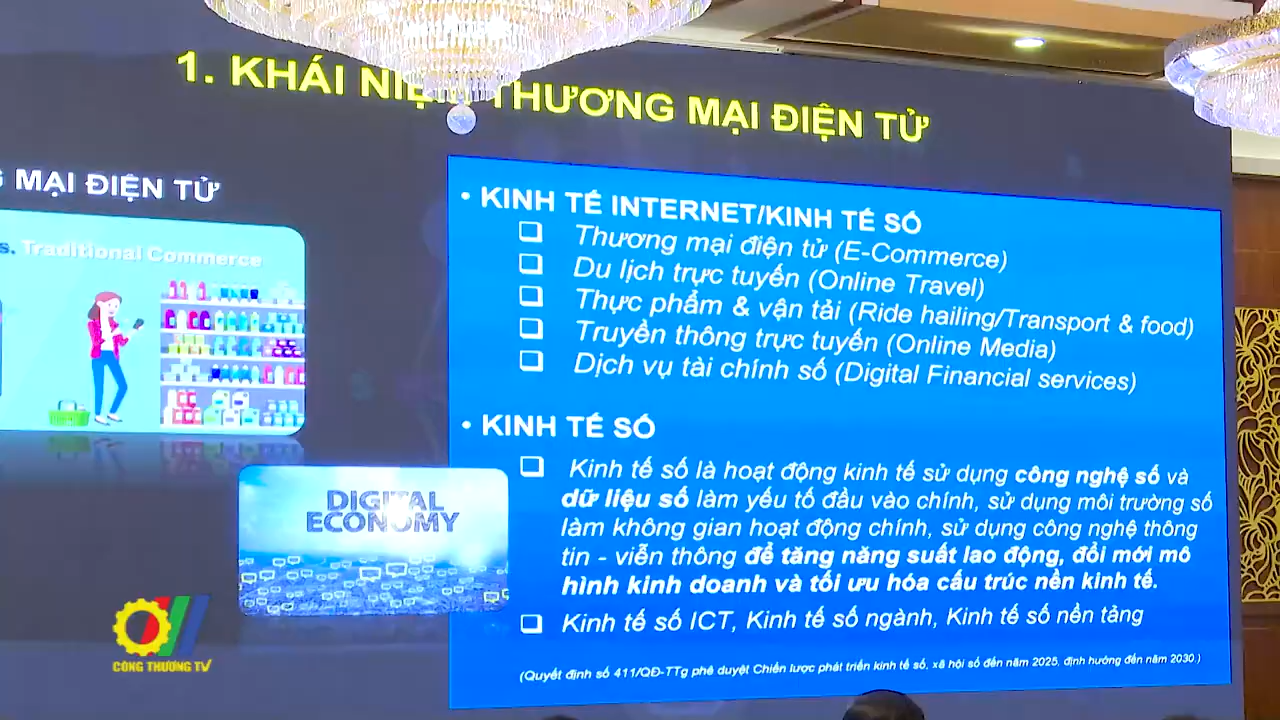 1. KHÁI NIỆM THƯƠNG MẠI ĐIỆN TỬ
MẠI ĐIỆN TỬ
s. Traditional Commerce
• KINH TẾ INTERNET/KINH TẾ SỐ
❑ Thương mại điện tử (E-Commerce)
❑ Du lịch trực tuyến (Online Travel)
❑ Thực phẩm & vận tải (Ride hailing/Transport & food)
❑ Truyền thông trực tuyến (Online Media)
❑ Dịch vụ tài chính số (Digital Financial services)
• KINH TẾ SỐ
❑ Kinh tế số là hoạt động kinh tế sử dụng công nghệ số và
dữ liệu số làm yếu tố đầu vào chính, sử dụng môi trường số
làm không gian hoạt động chính, sử dụng công nghệ thông
tin - viễn thông để tăng năng suất lao động, đổi mới mô
hình kinh doanh và tối ưu hóa cấu trúc nền kinh tế.
❑ Kinh tế số ICT, Kinh tế số ngành, Kinh tế số nền tảng
(Quyết định số 411/QĐ-TTg phê duyệt Chiến lược phát triển kinh tế số, xã hội số đến năm 2025, định hướng đến năm 2030.)
DIGITAL
ECONOMY
CÔNG THƯƠNG TV